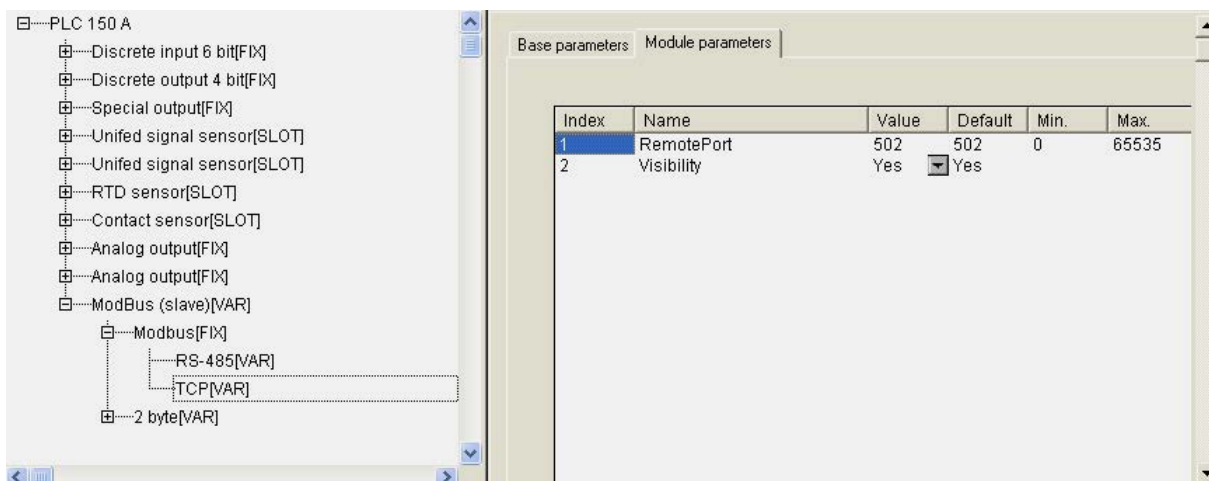 PLC 150 A
Discrete input 6 bit[FIX]
Discrete output 4 bit[FIX]
Special output[FIX]
Unifed signal sensor[SLOT]
Unifed signal sensor[SLOT]
RTD sensor[SLOT]
Contact sensor[SLOT]
Analog output[FIX]
Analog output[FIX]
ModBus (slave)[VAR]
Modbus[FIX]
RS-485[VAR]
TCP[VAR]
2 byte[VAR]
Base parameters Module parameters
Index Name Value Default Min. Max.
1 RemotePort 502 502 0 65535
2 Visibility Yes Yes